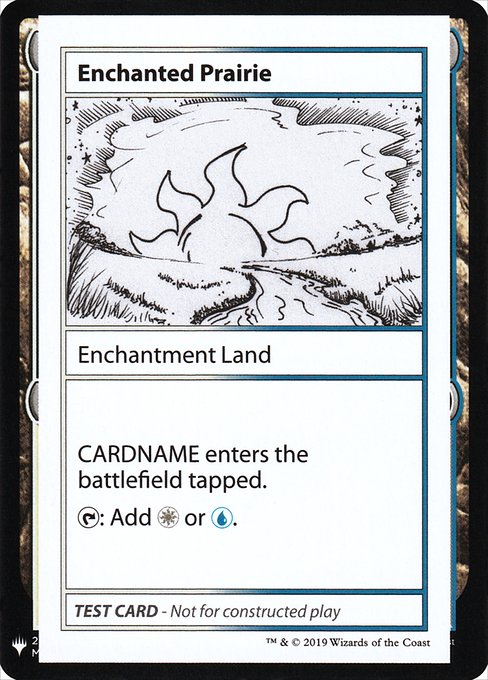 Enchanted Prairie
Enchantment Land
CARDNAME enters the
battlefield tapped.
: Add or .
TEST CARD - Not for constructed play
™ & © 2019 Wizards of the Coast